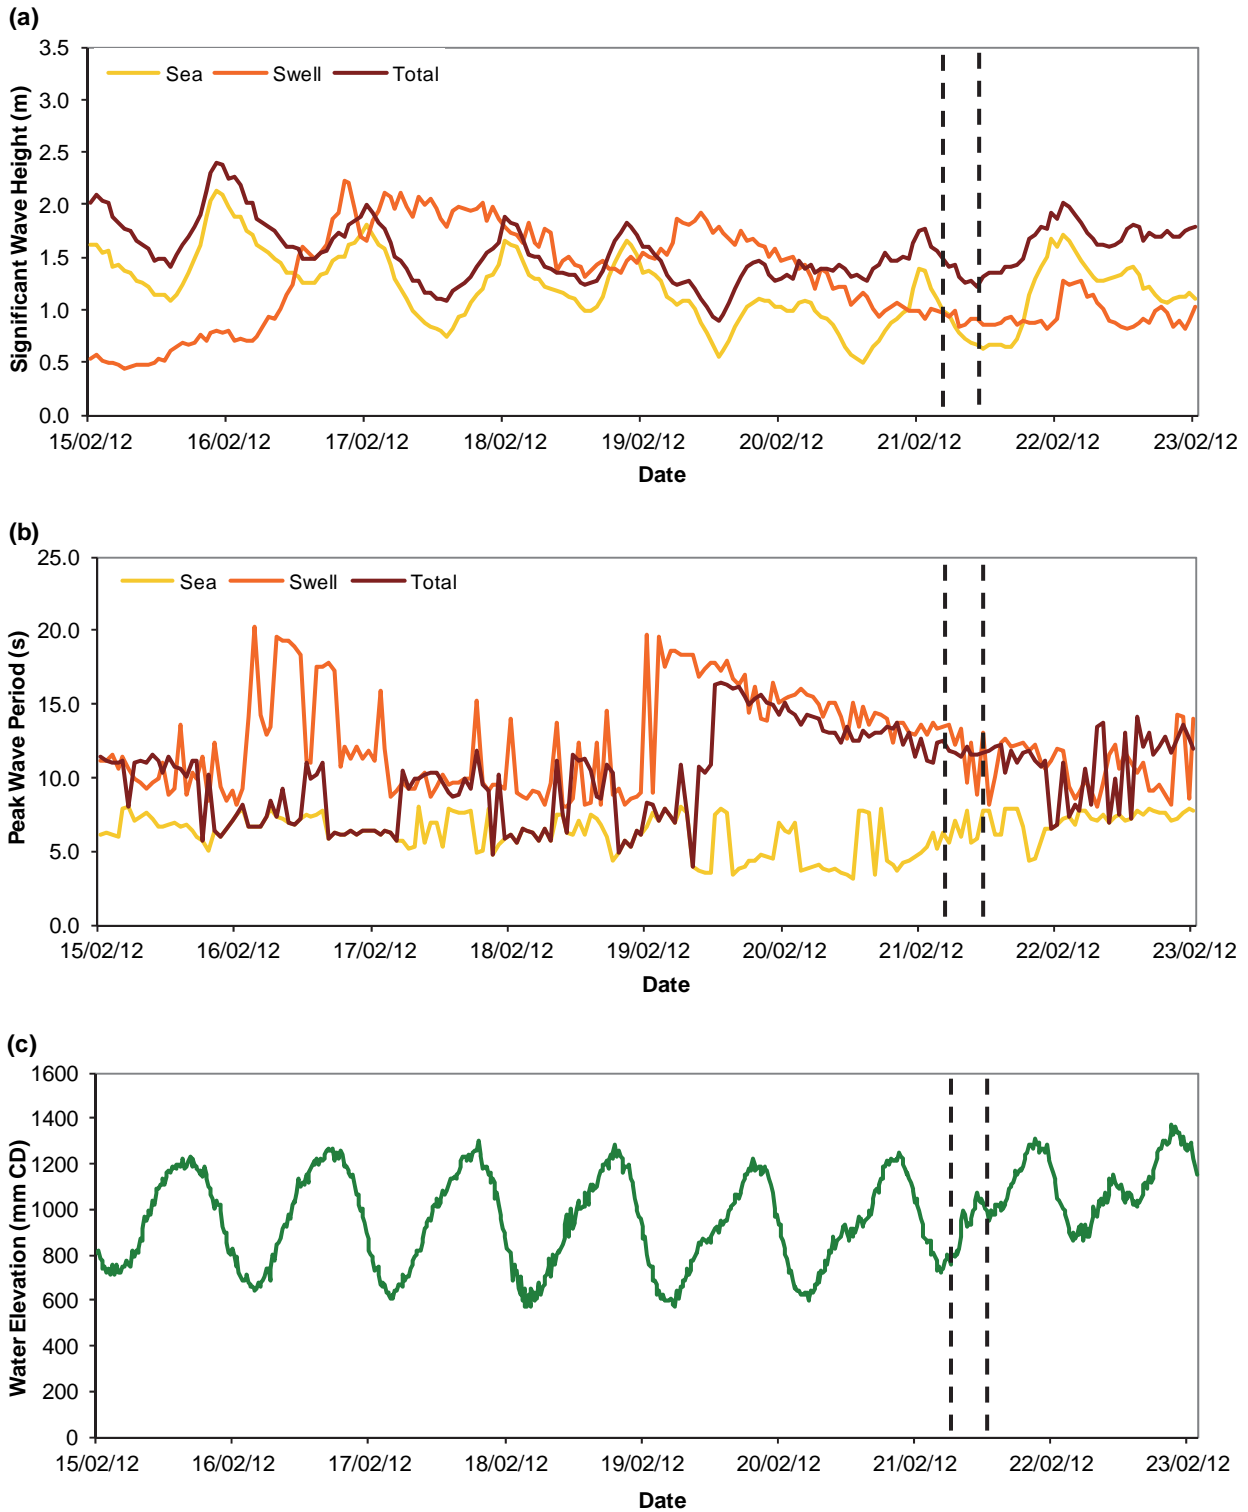 (a)
Significant Wave Height (m)
3.5
3.0
2.5
2.0
1.5
1.0
0.5
0.0
Sea Swell Total
15/02/12 16/02/12 17/02/12 18/02/12 19/02/12 20/02/12 21/02/12 22/02/12 23/02/12
Date
(b)
Peak Wave Period (s)
25.0
20.0
15.0
10.0
5.0
0.0
Sea Swell Total
15/02/12 16/02/12 17/02/12 18/02/12 19/02/12 20/02/12 21/02/12 22/02/12 23/02/12
Date
(c)
Water Elevation (mm CD)
1600
1400
1200
1000
800
600
400
200
0
15/02/12 16/02/12 17/02/12 18/02/12 19/02/12 20/02/12 21/02/12 22/02/12 23/02/12
Date